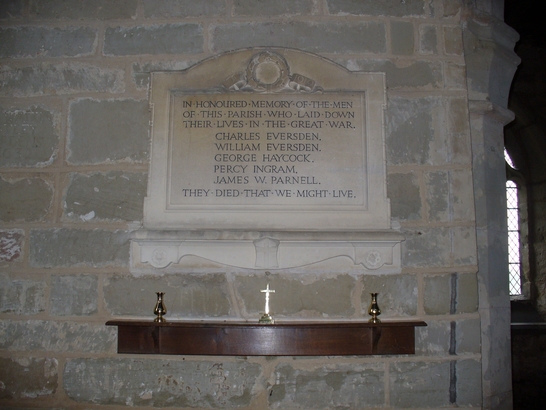 IN·HONOURED·MEMORY·OF·THE·MEN
OF·THIS·PARISH·WHO·LAID·DOWN
THEIR·LIVES·IN·THE·GREAT·WAR.
CHARLES EVERSDEN.
WILLIAM EVERSDEN.
GEORGE HAYCOCK.
PERCY INGRAM.
JAMES W. PARNELL.
THEY·DIED·THAT·WE·MIGHT·LIVE.